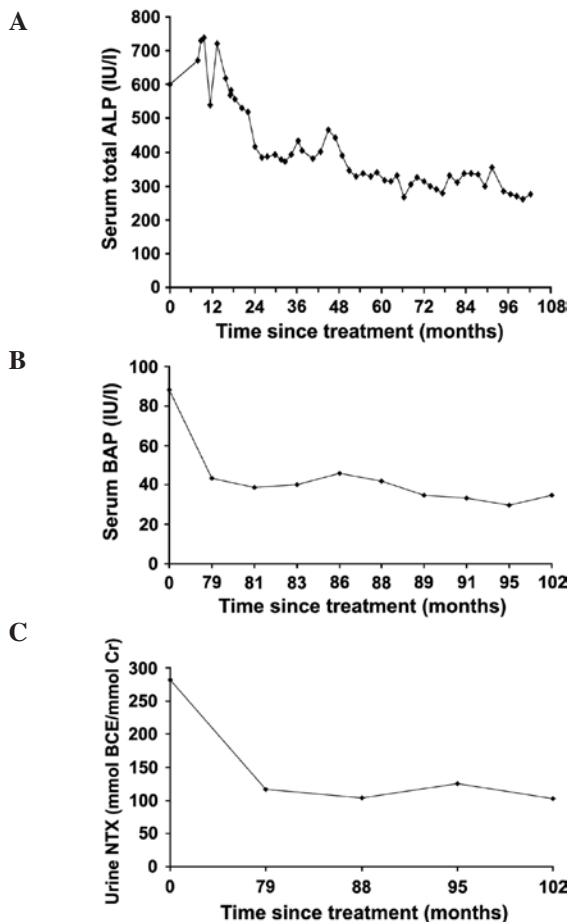 A
Serum total ALP (IU/l)
800
700
600
500
400
300
200
100
0
0 12 24 36 48 60 72 84 96 108
Time since treatment (months)
B
Serum BAP (IU/l)
100
80
60
40
20
0
0 79 81 83 86 88 89 91 95 102
Time since treatment (months)
C
Urine NTX (mmol BCE/mmol Cr)
300
250
200
150
100
50
0
0 79 88 95 102
Time since treatment (months)